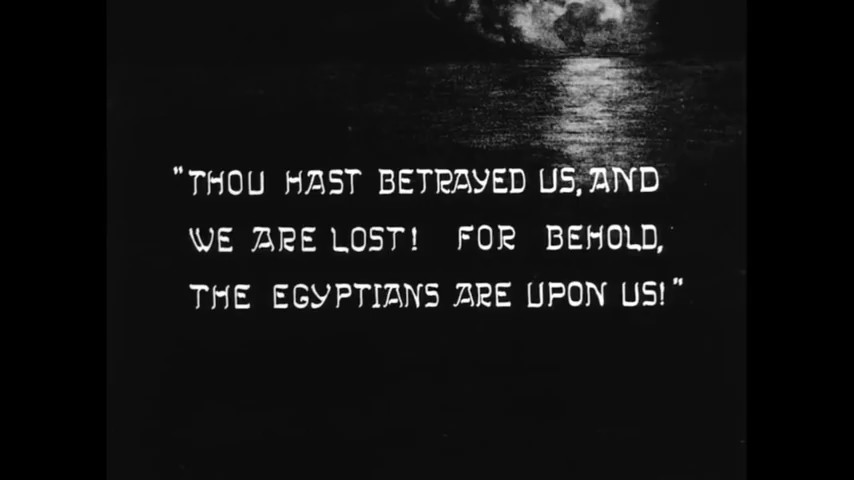 "THOU HAST BETRAYED US, AND
WE ARE LOST! FOR BEHOLD,
THE EGYPTIANS ARE UPON US!"